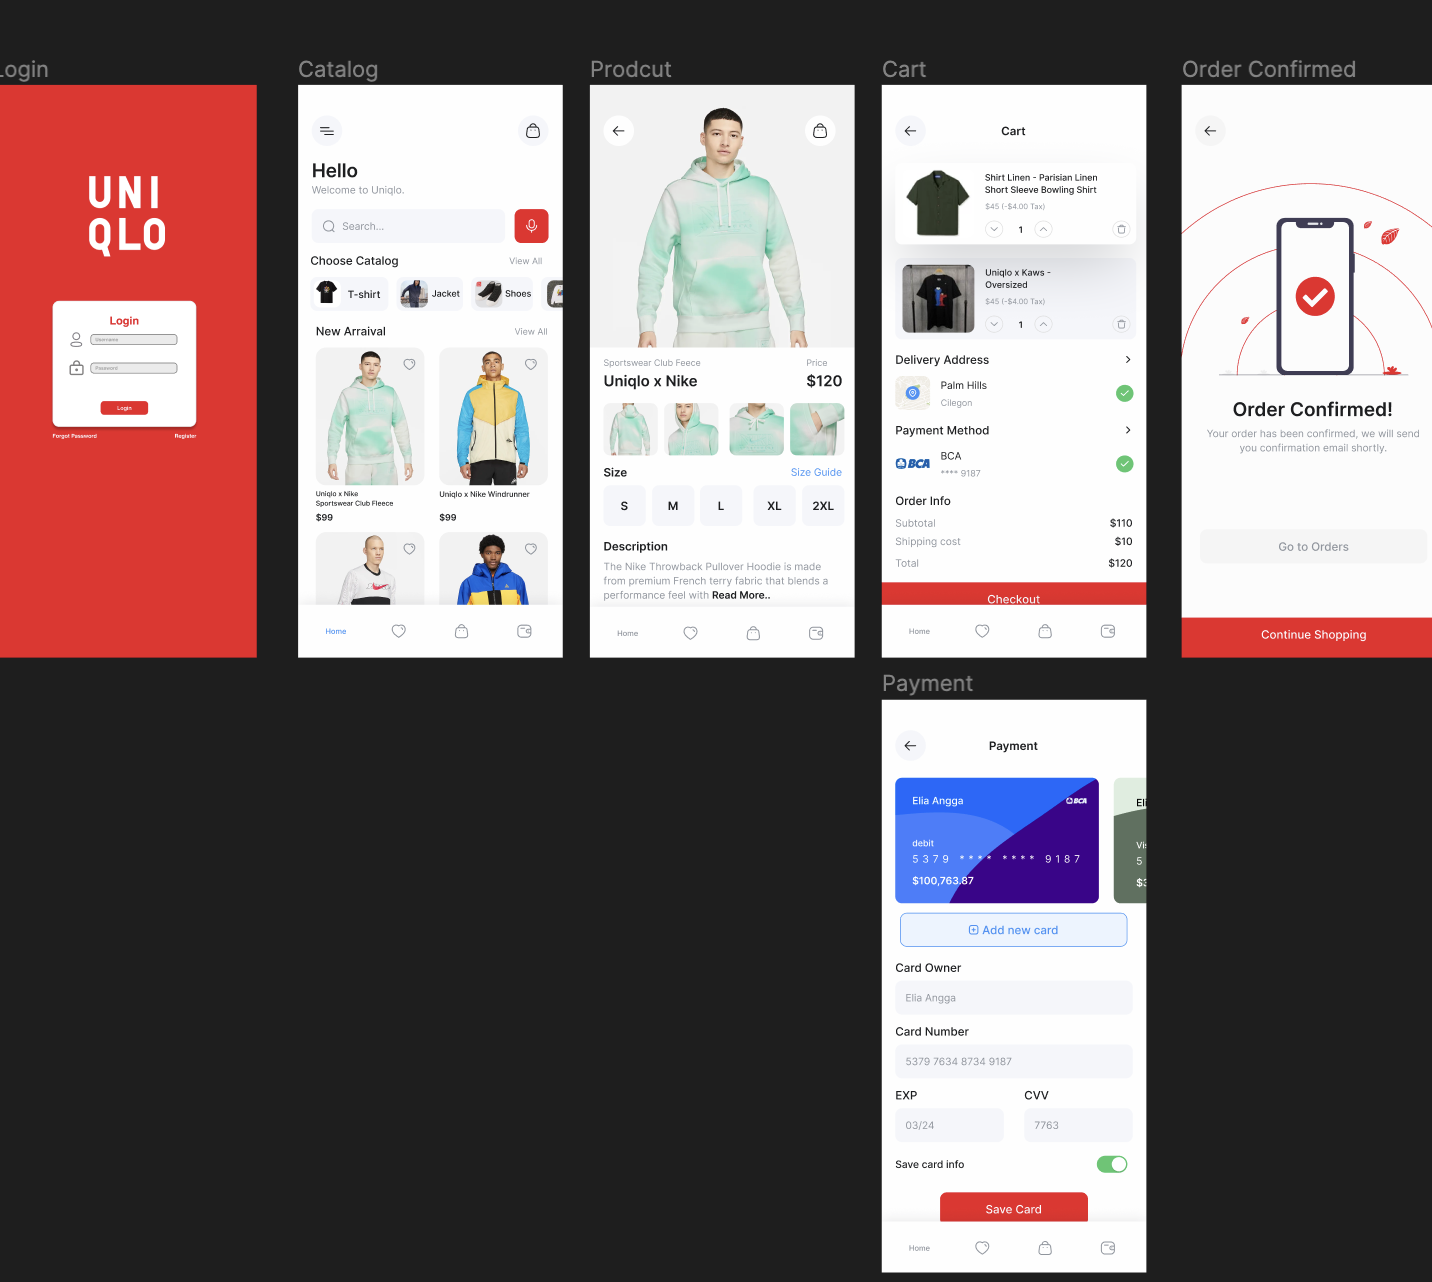 Login
UNI
QLO
Login
Username
Password
Login
Forgot Password
Register
Catalog
Hello
Welcome to Uniqlo.
Search...
Choose Catalog
View All
T-shirt
Jacket
Shoes
New Arraival
View All
Uniqlo x Nike
Sportswear Club Fleece
$99
Uniqlo x Nike Windrunner
$99
Home
Prodcut
Sportswear Club Feece
Price
Uniqlo x Nike
$120
Size
Size Guide
S
M
L
XL
2XL
Description
The Nike Throwback Pullover Hoodie is made
from premium French terry fabric that blends a
performance feel with Read More..
Home
Cart
Cart
Shirt Linen - Parisian Linen
Short Sleeve Bowling Shirt
$45 (-$4.00 Tax)
1
Uniqlo x Kaws -
Oversized
$45 (-$4.00 Tax)
1
Delivery Address
Palm Hills
Cilegon
Payment Method
BCA
BCA
**** 9187
Order Info
Subtotal
$110
Shipping cost
$10
Total
$120
Checkout
Home
Order Confirmed
Order Confirmed!
Your order has been confirmed, we will send
you confirmation email shortly.
Go to Orders
Continue Shopping
Payment
Payment
Elia Angga
BCA
debit
5379 **** **** 9187
$100,763.87
Eli
Vis
5
Add new card
Card Owner
Elia Angga
Card Number
5379 7634 8734 9187
EXP
CVV
03/24
7763
Save card info
Save Card
Home